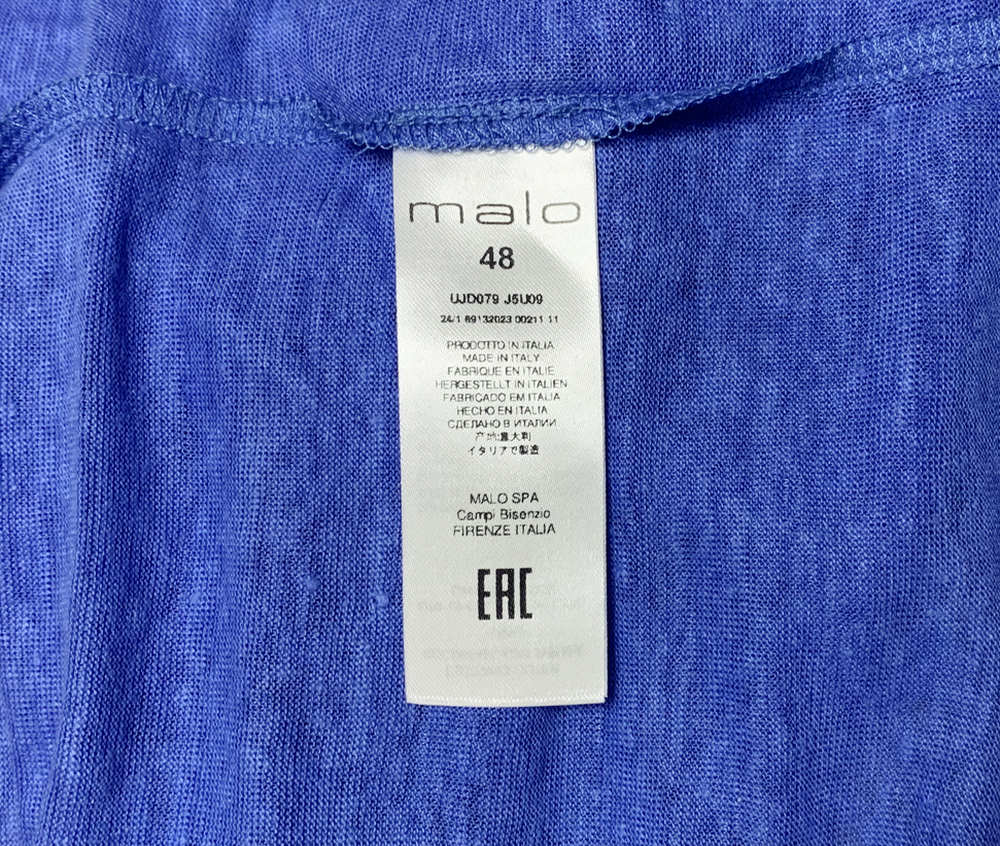 malo
48
UJD079 J5U09
24/1 69132023 00211 11
PRODOTTO IN ITALIA
MADE IN ITALY
FABRIQUE EN ITALIE
HERGESTELLT IN ITALIEN
FABRICADO EM ITALIA
HECHO EN ITALIA
СДЕЛАНО В ИТАЛИИ
产地:意大利
イタリアで製造
MALO SPA
Campi Bisenzio
FIRENZE ITALIA
EAC